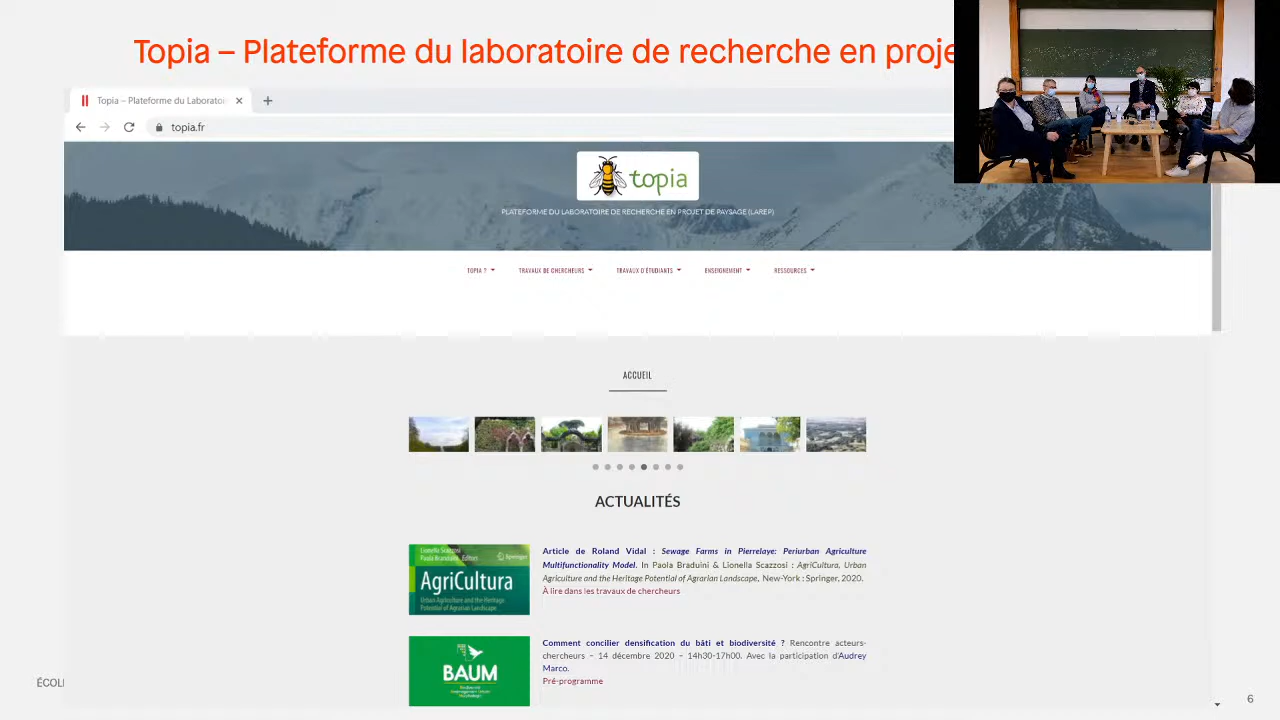 Topia – Plateforme du laboratoire de recherche en proje
Topia – Plateforme du Laborato
topia.fr
topia
PLATEFORME DU LABORATOIRE DE RECHERCHE EN PROJET DE PAYSAGE (LAREP)
TOPIA ? TRAVAUX DE CHERCHEURS TRAVAUX D'ÉTUDIANTS ENSEIGNEMENT RESSOURCES
ACCUEIL
ACTUALITÉS
Lionella Scazzosi
Paola Branduini Editors
Springer
AgriCultura
Urban Agriculture and the Heritage
Potential of Agrarian Landscape
Article de Roland Vidal : Sewage Farms in Pierrelaye: Periurban Agriculture
Multifunctionality Model. In Paola Braduini & Lionella Scazzosi : AgriCultura, Urban
Agriculture and the Heritage Potential of Agrarian Landscape, New-York : Springer, 2020.
À lire dans les travaux de chercheurs
BAUM
Comment concilier densification du bâti et biodiversité ? Rencontre acteurs-
chercheurs – 14 décembre 2020 – 14h30-17h00. Avec la participation d'Audrey
Marco.
Pré-programme
ÉCOL
6